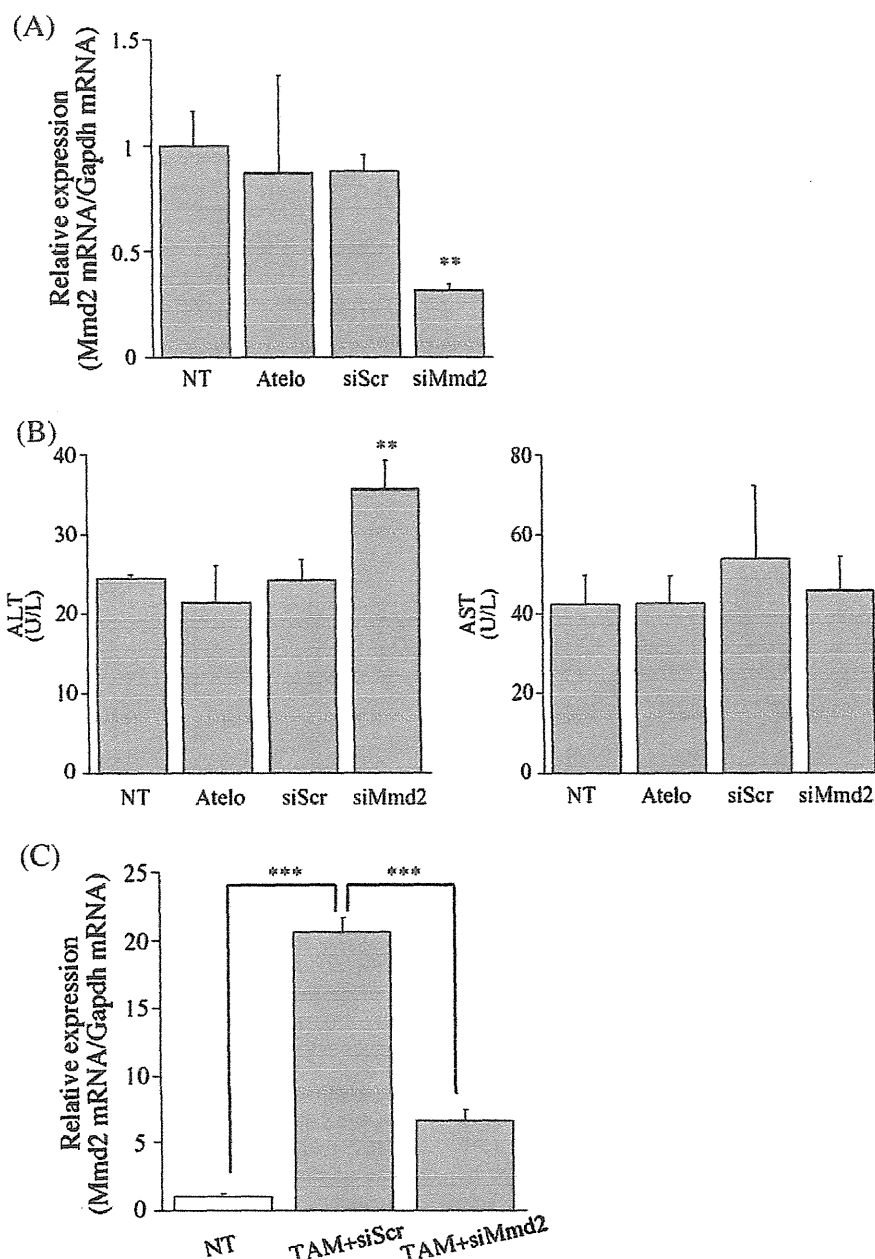 (A)
Relative expression
(Mmd2 mRNA/Gapdh mRNA)
1.5
1
0.5
0
**
NT Atelo siScr siMmd2
(B)
ALT
(U/L)
40
30
20
10
0
**
NT Atelo siScr siMmd2
AST
(U/L)
80
60
40
20
0
NT Atelo siScr siMmd2
(C)
Relative expression
(Mmd2 mRNA/Gapdh mRNA)
25
20
15
10
5
0
*** ***
NT TAM+siScr TAM+siMmd2